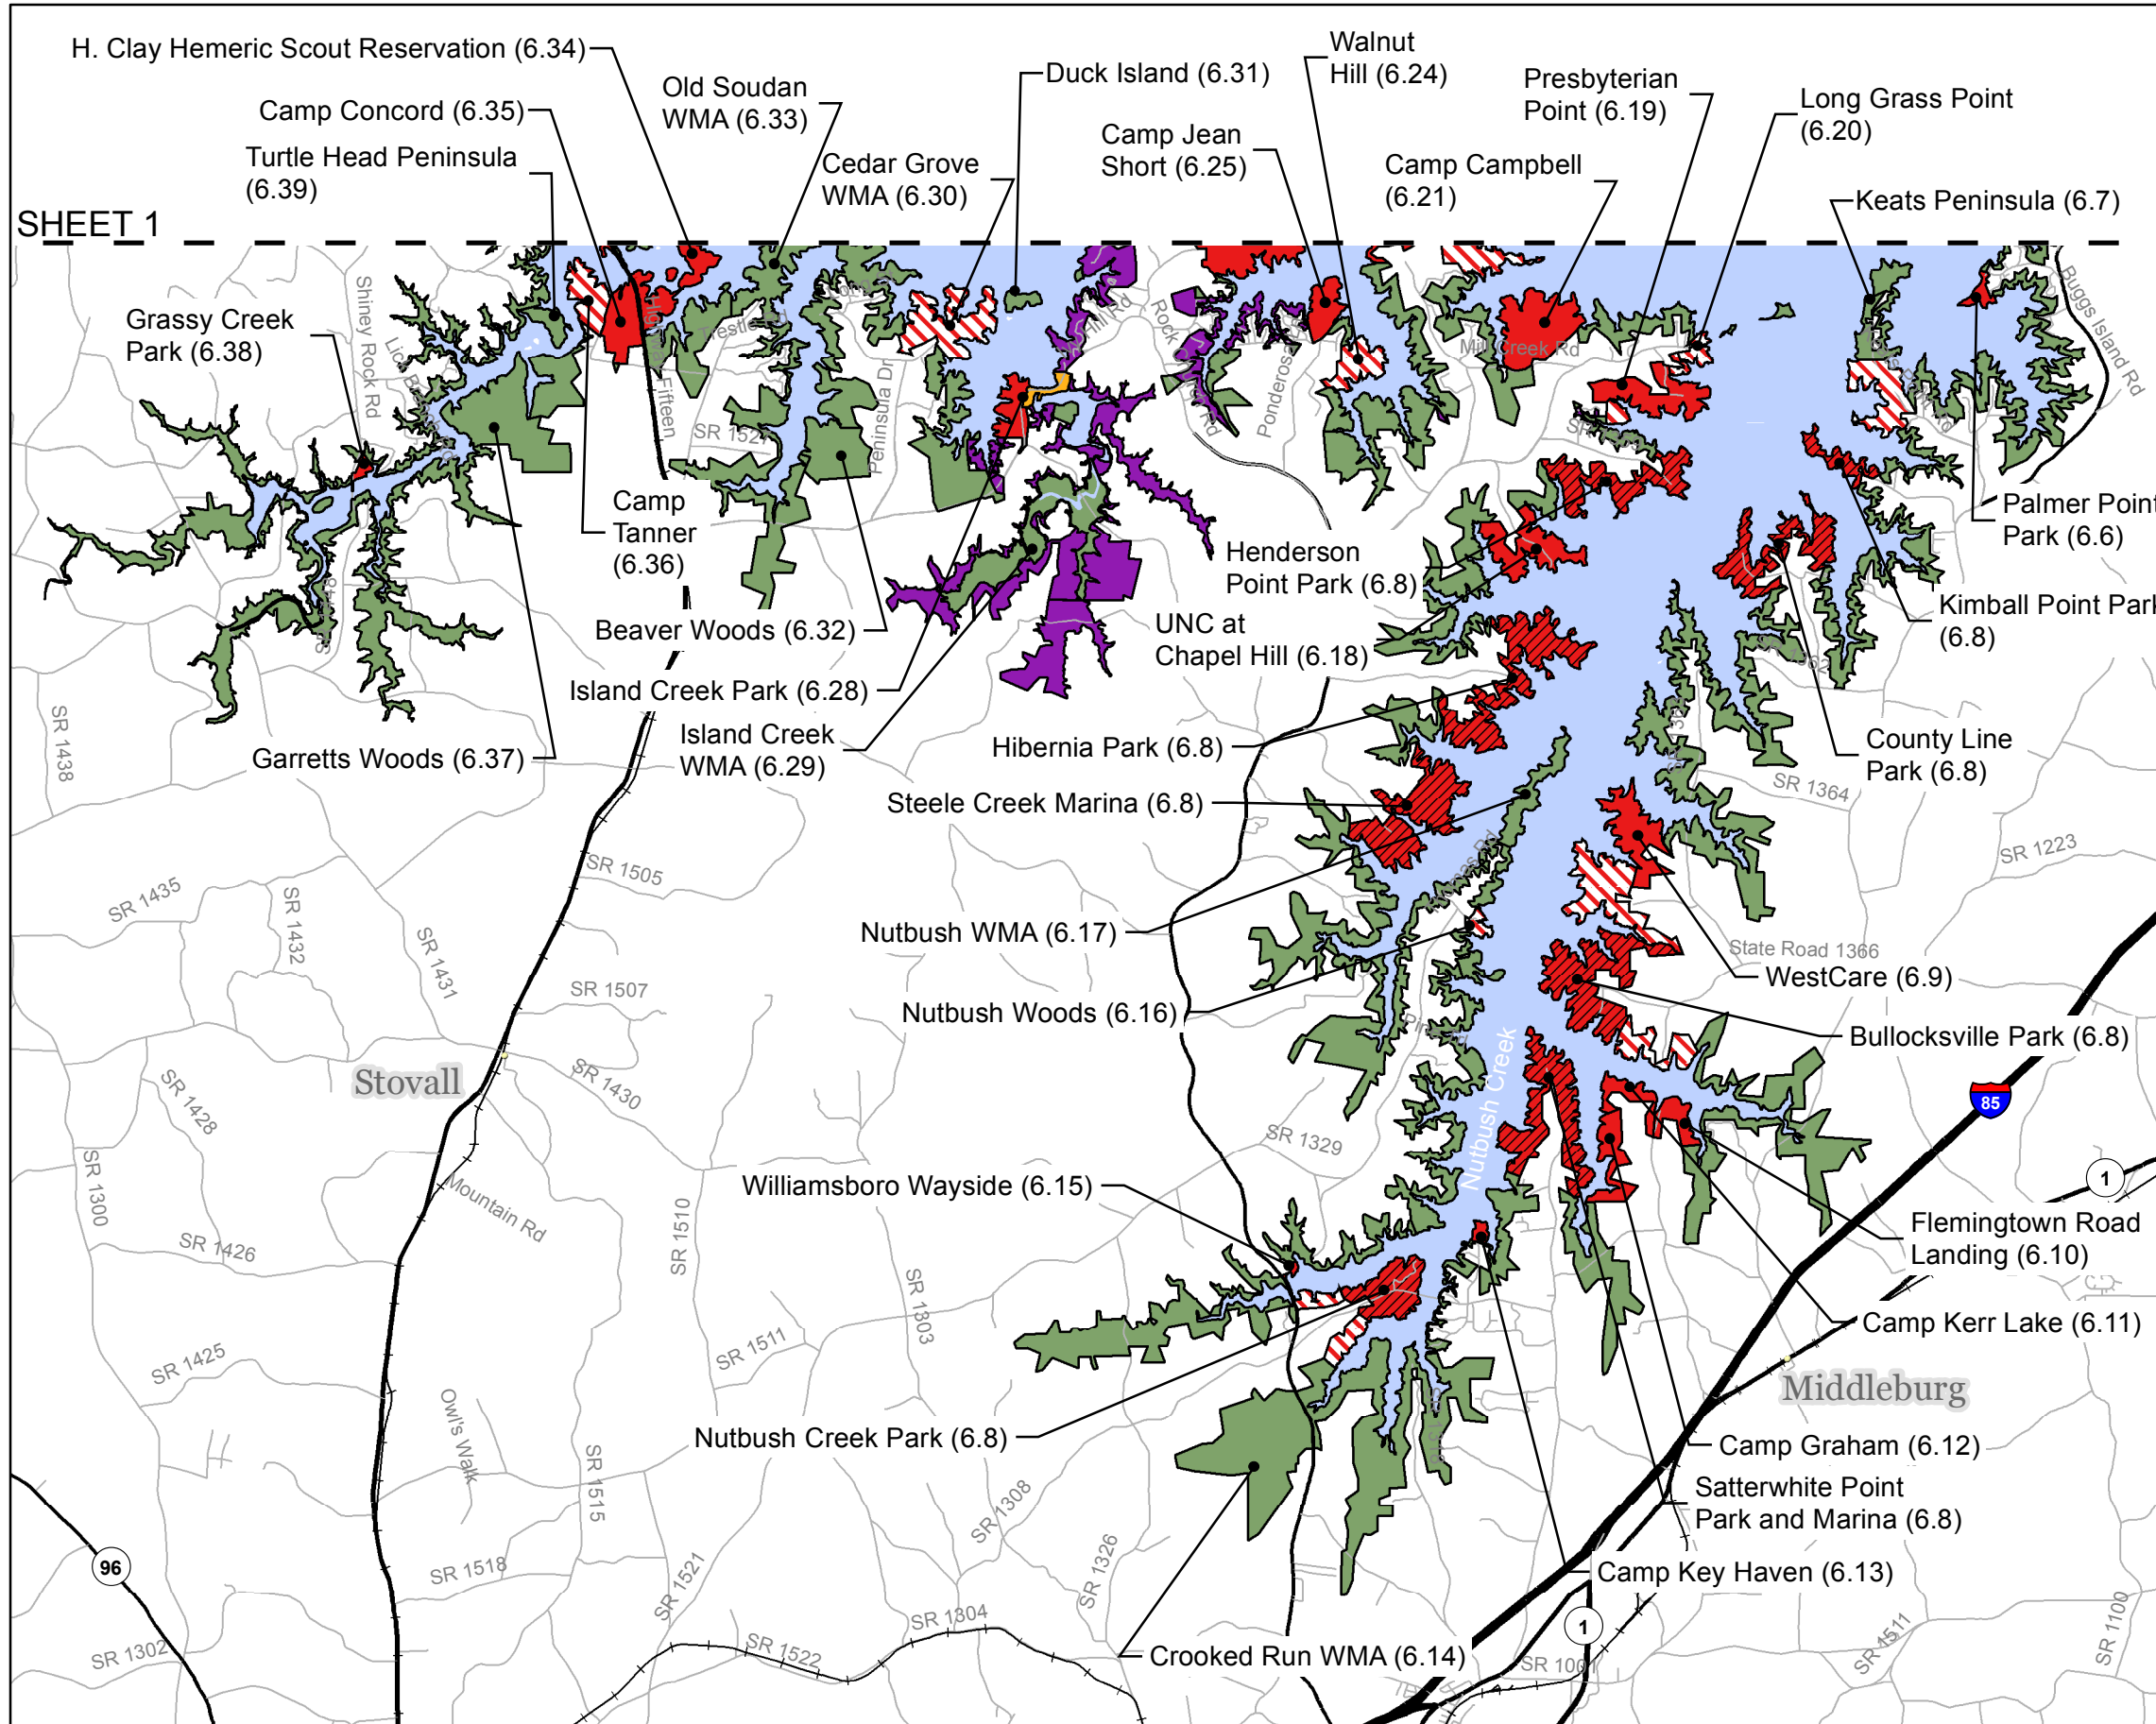 H. Clay Hemeric Scout Reservation (6.34)
Camp Concord (6.35)
Turtle Head Peninsula
(6.39)
Old Soudan
WMA (6.33)
Cedar Grove
WMA (6.30)
Duck Island (6.31)
Camp Jean
Short (6.25)
Walnut
Hill (6.24)
Camp Campbell
(6.21)
Presbyterian
Point (6.19)
Long Grass Point
(6.20)
Keats Peninsula (6.7)
SHEET 1
Grassy Creek
Park (6.38)
Shiney Rock Rd
Trestle Rd
Peninsula Dr
SR 1527
Mill Creek Rd
Buggs Island Rd
Camp
Tanner
(6.36)
Beaver Woods (6.32)
Island Creek Park (6.28)
Island Creek
WMA (6.29)
Garretts Woods (6.37)
Henderson
Point Park (6.8)
UNC at
Chapel Hill (6.18)
Palmer Point
Park (6.6)
Kimball Point Park
(6.8)
County Line
Park (6.8)
Hibernia Park (6.8)
Steele Creek Marina (6.8)
Nutbush WMA (6.17)
Nutbush Woods (6.16)
SR 1438
SR 1364
SR 1223
SR 1505
SR 1435
SR 1432
SR 1431
SR 1507
State Road 1366
WestCare (6.9)
Bullocksville Park (6.8)
Stovall
SR 1430
SR 1428
Nutbush Creek
85
SR 1329
SR 1300
Mountain Rd
SR 1510
Williamsboro Wayside (6.15)
1
Flemingtown Road
Landing (6.10)
SR 1426
SR 1303
Camp Kerr Lake (6.11)
SR 1425
SR 1511
Middleburg
Owl's Walk
Nutbush Creek Park (6.8)
Camp Graham (6.12)
SR 1515
SR 1308
Satterwhite Point
Park and Marina (6.8)
96
SR 1518
SR 1521
SR 1326
Camp Key Haven (6.13)
SR 1304
1
SR 1302
SR 1522
Crooked Run WMA (6.14)
SR 1001
SR 1511
SR 1100